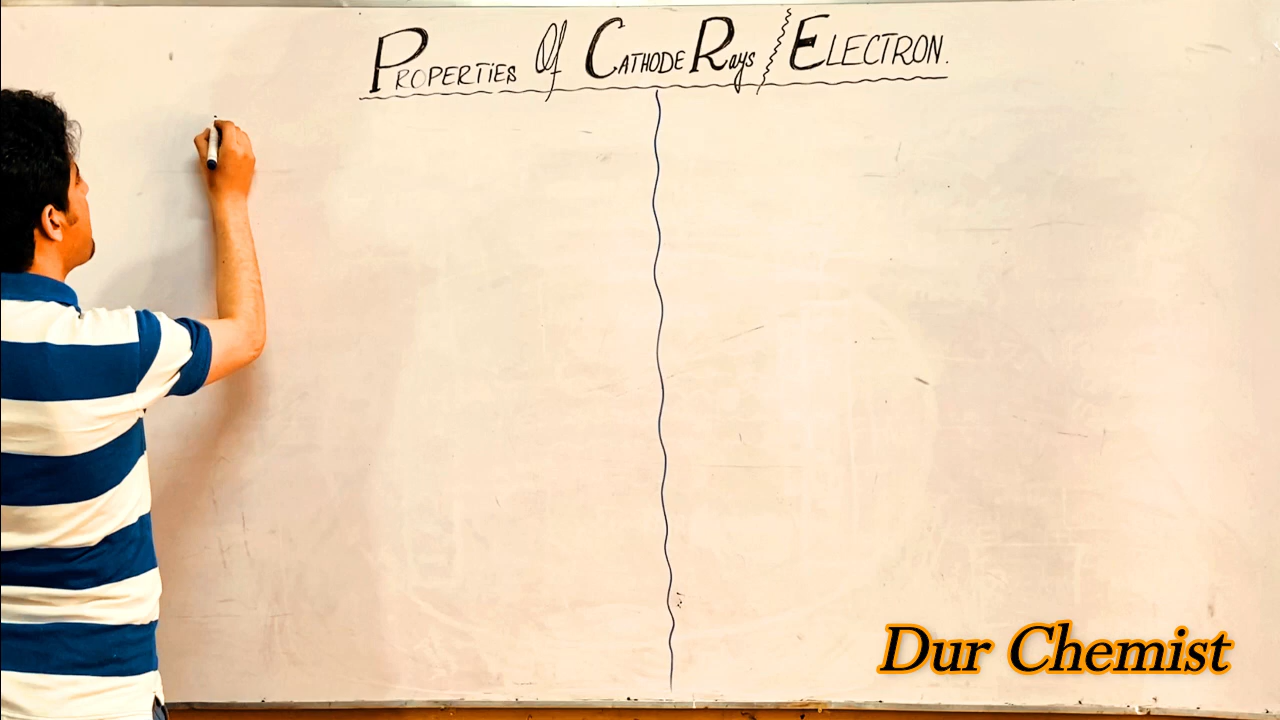 PROPERTIES Of CATHODE RAys / ELECTRON.
Dur Chemist